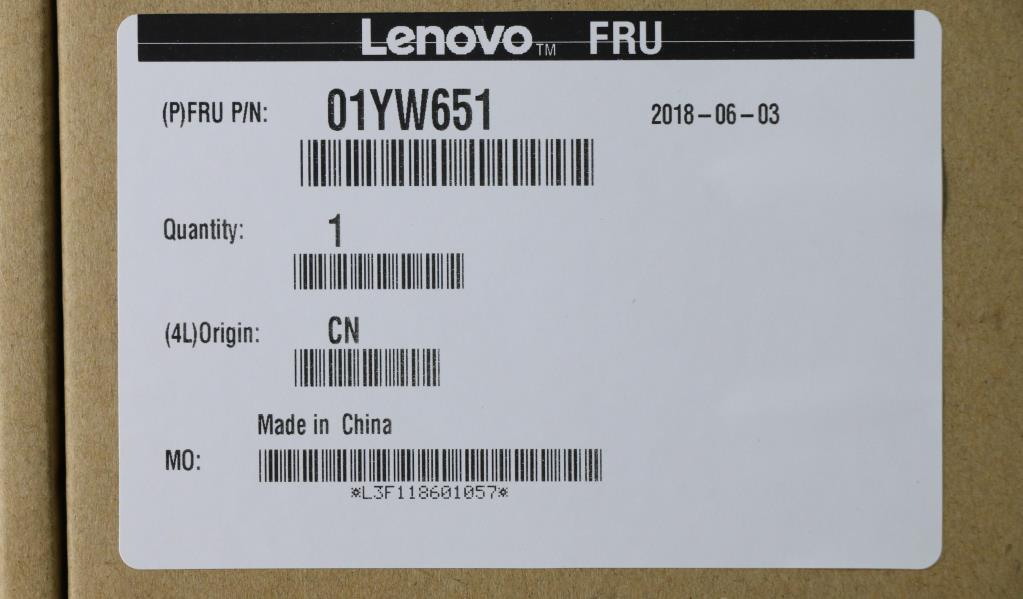 Lenovo™ FRU
(P)FRU P/N: 01YW651 2018-06-03
Quantity: 1
(4L)Origin: CN
Made in China
MO:
*L3F118601057*